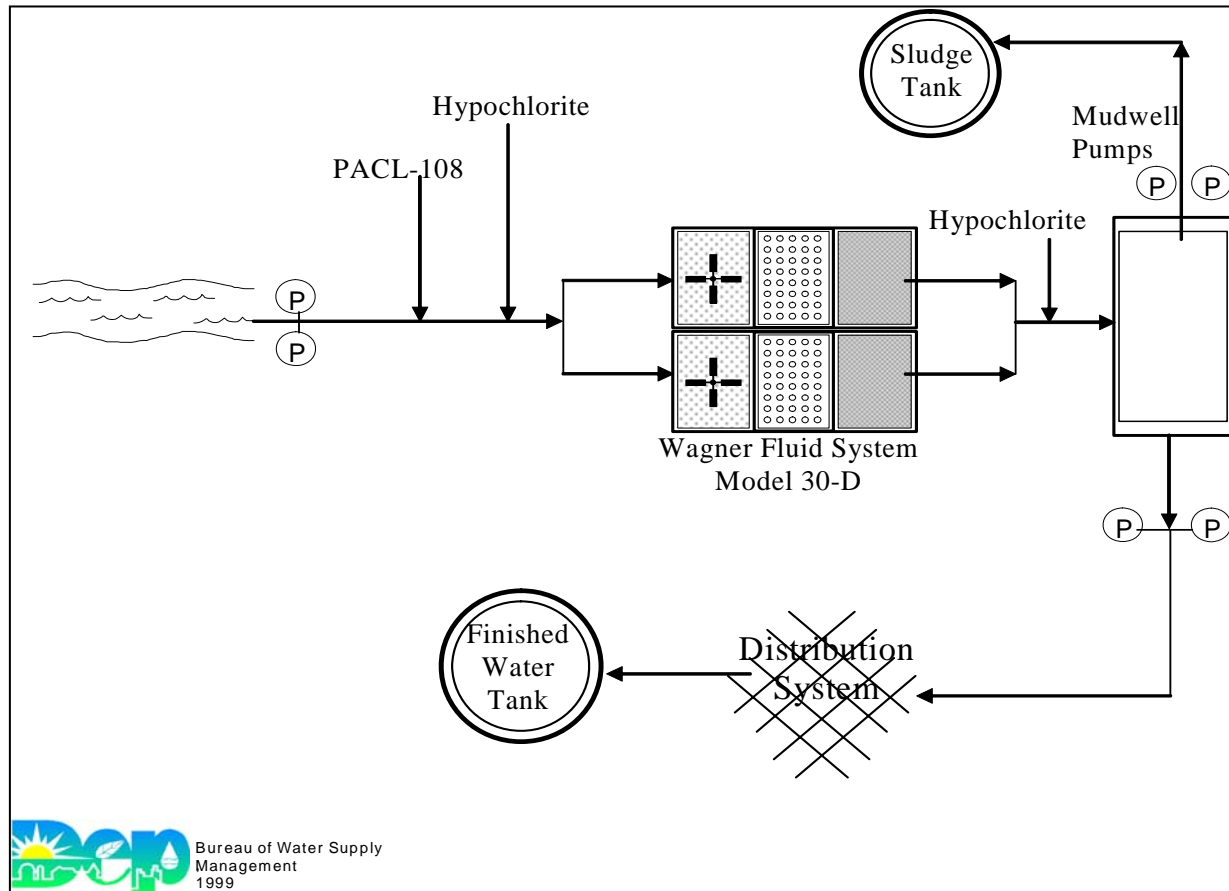 Sludge
Tank
Hypochlorite
Mudwell
Pumps
PACL-108
P
P
Hypochlorite
P
P
Wagner Fluid System
Model 30-D
P
P
Finished
Water
Tank
Distribution
System
Dep
Bureau of Water Supply
Management
1999